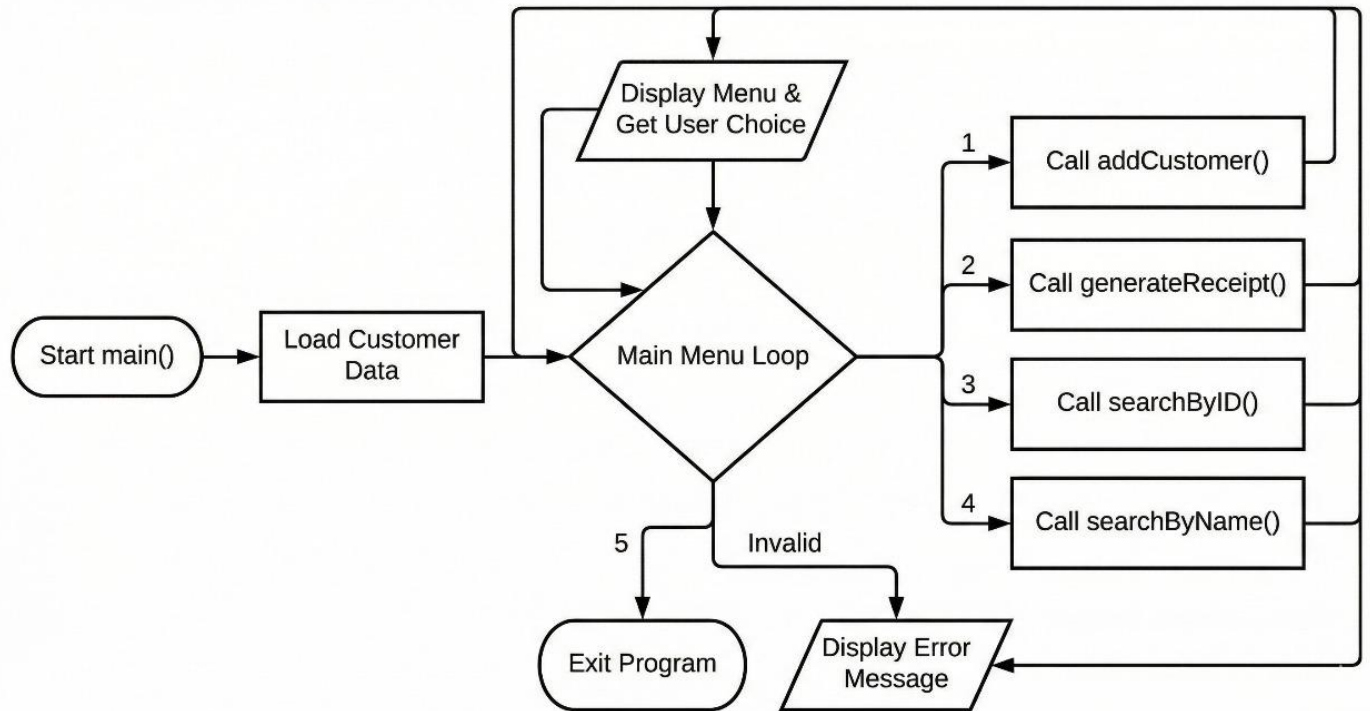 Display Menu &
Get User Choice
1
Call addCustomer()
2
Call generateReceipt()
Start main()
Load Customer
Data
Main Menu Loop
3
Call searchByID()
4
Call searchByName()
5
Invalid
Exit Program
Display Error
Message